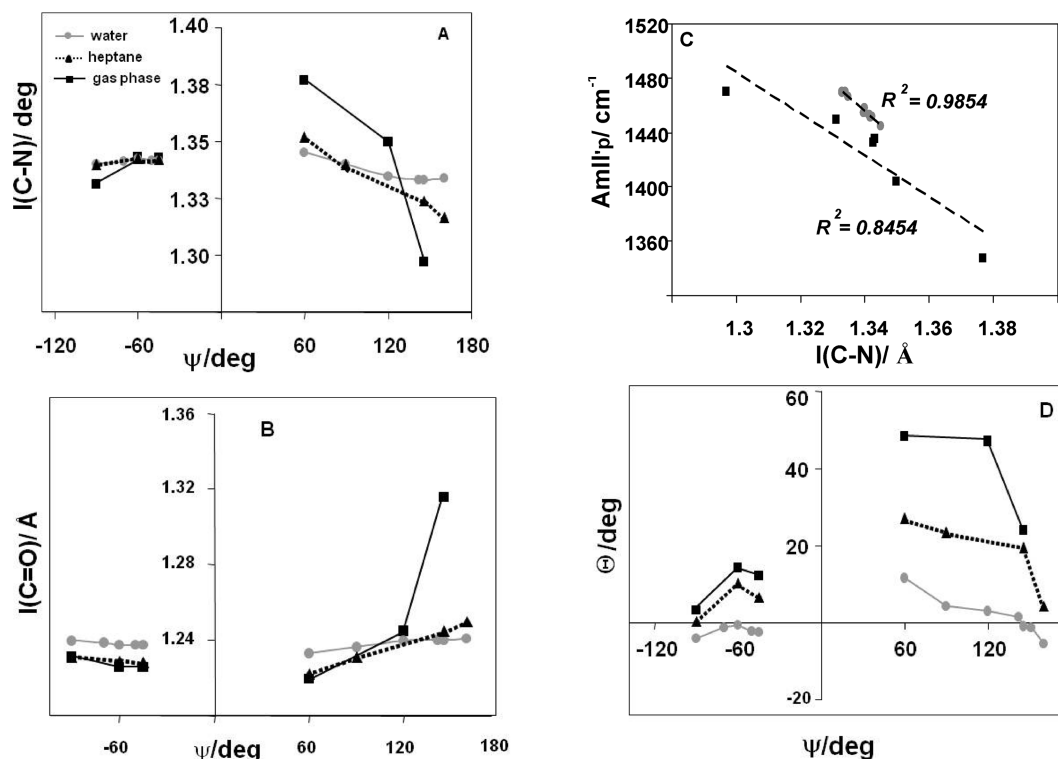 1.40
A
water
heptane
gas phase
1.38
1.35
1.33
1.30
l(C-N)/ deg
-120
-60
60
120
180
ψ/deg
1520
C
1480
1440
1400
1360
AmII'p/ cm⁻¹
R² = 0.9854
R² = 0.8454
1.3
1.32
1.34
1.36
1.38
l(C-N)/ Å
1.36
B
1.32
1.28
1.24
l(C=O)/ Å
-60
60
120
180
ψ/deg
60
D
40
20
-20
Θ/deg
-120
-60
60
120
ψ/deg